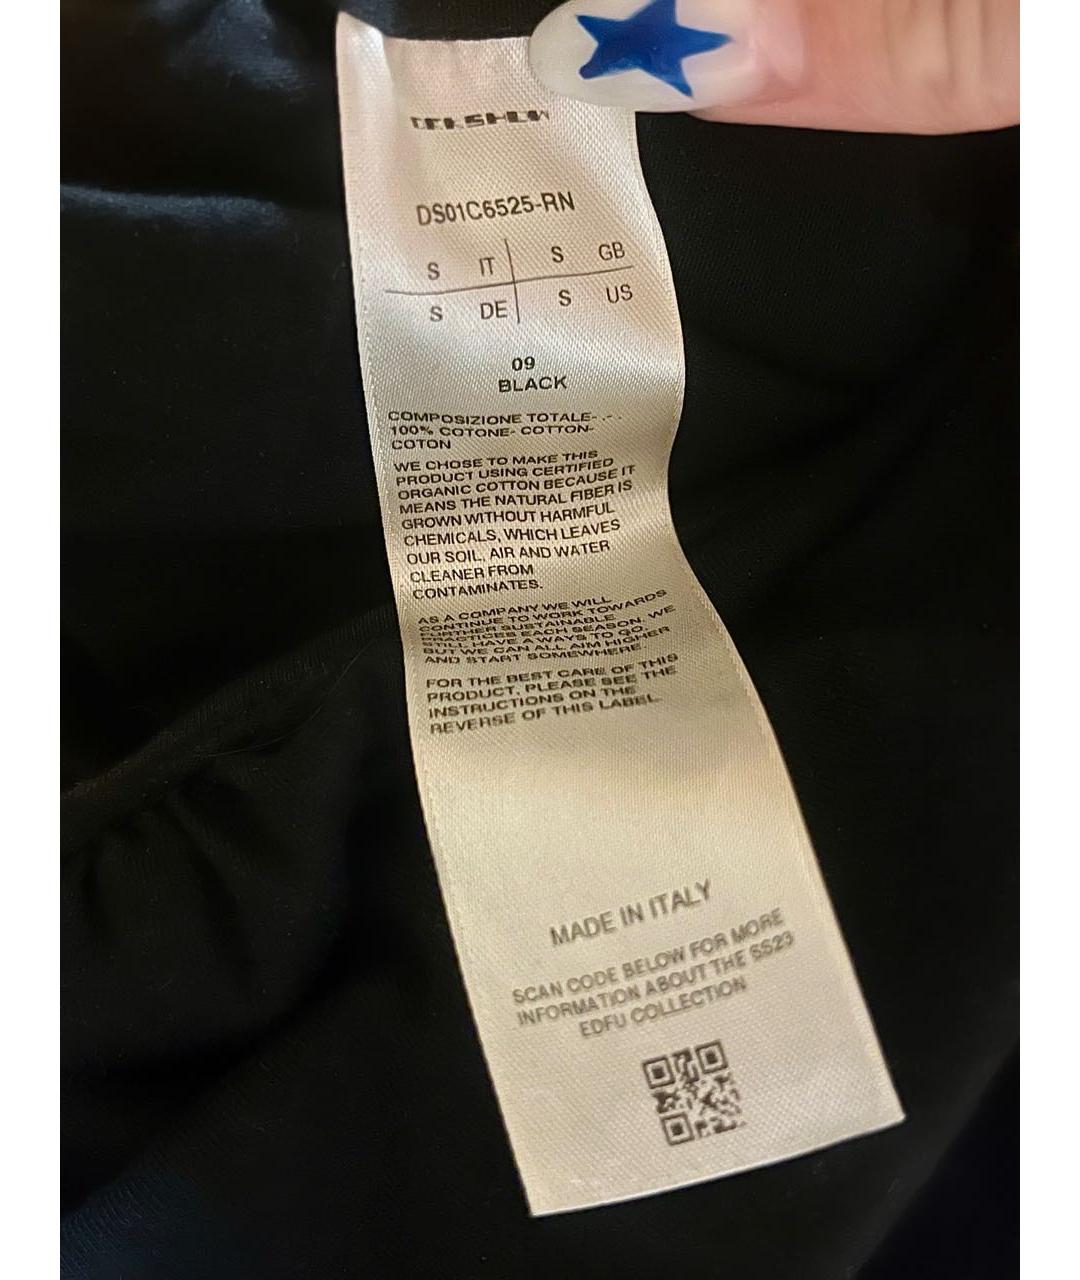 DRKSHDW
DS01C6525-RN
S IT S GB
S DE S US
09
BLACK
COMPOSIZIONE TOTALE- .- .
100% COTONE- COTTON-
COTON
WE CHOSE TO MAKE THIS
PRODUCT USING CERTIFIED
ORGANIC COTTON BECAUSE IT
MEANS THE NATURAL FIBER IS
GROWN WITHOUT HARMFUL
CHEMICALS, WHICH LEAVES
OUR SOIL, AIR AND WATER
CLEANER FROM
CONTAMINATES.
AS A COMPANY WE WILL
CONTINUE TO WORK TOWARDS
FURTHER SUSTAINABLE
PRACTICES EACH SEASON. WE
STILL HAVE A WAYS TO GO,
BUT WE CAN ALL AIM HIGHER
AND START SOMEWHERE.
FOR THE BEST CARE OF THIS
PRODUCT, PLEASE SEE THE
INSTRUCTIONS ON THE
REVERSE OF THIS LABEL.
MADE IN ITALY
SCAN CODE BELOW FOR MORE
INFORMATION ABOUT THE SS23
EDFU COLLECTION